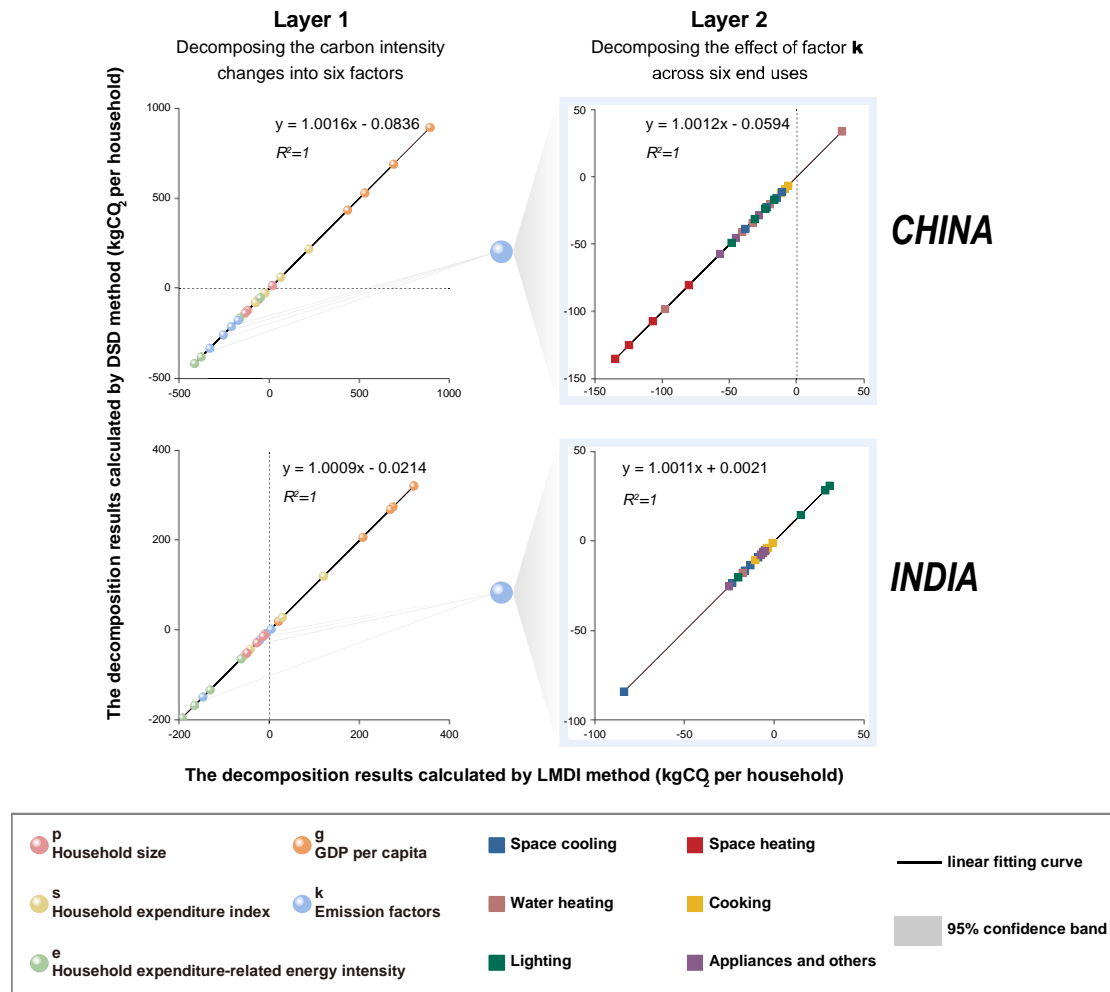 Layer 1
Decomposing the carbon intensity
changes into six factors
Layer 2
Decomposing the effect of factor k
across six end uses
The decomposition results calculated by DSD method (kgCO₂ per household)
1000
500
0
-500
-500
0
500
1000
y = 1.0016x - 0.0836
R²=1
50
0
-50
-100
-150
-150
-100
-50
0
50
y = 1.0012x - 0.0594
R²=1
CHINA
400
200
0
-200
-200
0
200
400
y = 1.0009x - 0.0214
R²=1
50
0
-50
-100
-100
-50
0
50
y = 1.0011x + 0.0021
R²=1
INDIA
The decomposition results calculated by LMDI method (kgCO₂ per household)
p
Household size
g
GDP per capita
s
Household expenditure index
k
Emission factors
e
Household expenditure-related energy intensity
Space cooling
Space heating
Water heating
Cooking
Lighting
Appliances and others
linear fitting curve
95% confidence band